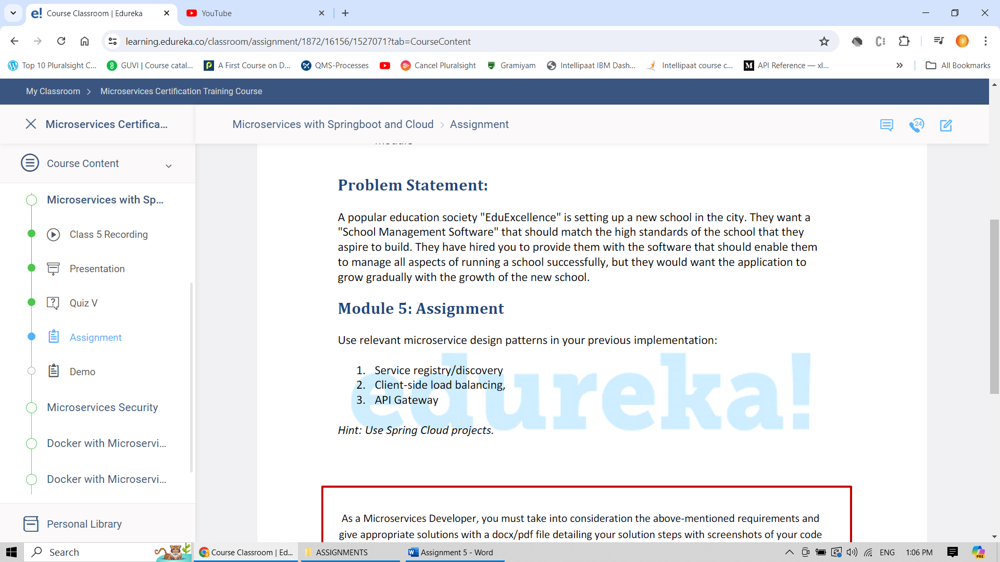 Course Classroom | Edureka
YouTube
learning.edureka.co/classroom/assignment/1872/16156/1527071?tab=CourseContent
Top 10 Pluralsight C...
GUVI | Course catal...
A First Course on D...
QMS-Processes
Cancel Pluralsight
Gramiyam
Intellipaat IBM Dash...
Intellipaat course c...
API Reference — xl...
All Bookmarks
My Classroom
Microservices Certification Training Course
Microservices Certifica...
Microservices with Springboot and Cloud
Assignment
24
Course Content
Microservices with Sp...
Class 5 Recording
Presentation
Quiz V
Assignment
Demo
Microservices Security
Docker with Microservi...
Docker with Microservi...
Personal Library
Problem Statement:
A popular education society "EduExcellence" is setting up a new school in the city. They want a
"School Management Software" that should match the high standards of the school that they
aspire to build. They have hired you to provide them with the software that should enable them
to manage all aspects of running a school successfully, but they would want the application to
grow gradually with the growth of the new school.
Module 5: Assignment
Use relevant microservice design patterns in your previous implementation:
1. Service registry/discovery
2. Client-side load balancing,
3. API Gateway
edureka!
Hint: Use Spring Cloud projects.
As a Microservices Developer, you must take into consideration the above-mentioned requirements and
give appropriate solutions with a docx/pdf file detailing your solution steps with screenshots of your code
Search
Course Classroom | Ed...
ASSIGNMENTS
Assignment 5 - Word
ENG
1:06 PM
PRE